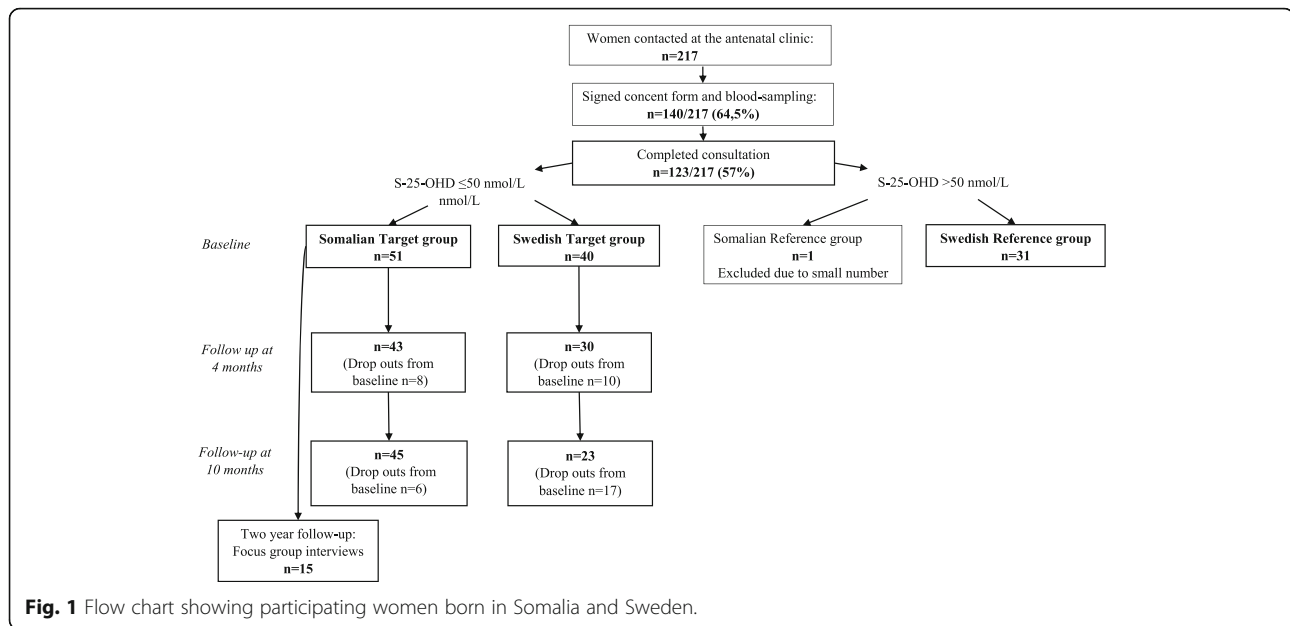 Women contacted at the antenatal clinic:
n=217
Signed concent form and blood-sampling:
n=140/217 (64,5%)
Completed consultation
n=123/217 (57%)
S-25-OHD ≤50 nmol/L
nmol/L
S-25-OHD >50 nmol/L
Baseline
Somalian Target group
n=51
Swedish Target group
n=40
Somalian Reference group
n=1
Excluded due to small number
Swedish Reference group
n=31
Follow up at
4 months
n=43
(Drop outs from
baseline n=8)
n=30
(Drop outs from
baseline n=10)
Follow-up at
10 months
n=45
(Drop outs from
baseline n=6)
n=23
(Drop outs from
baseline n=17)
Two year follow-up:
Focus group interviews
n=15
Fig. 1 Flow chart showing participating women born in Somalia and Sweden.